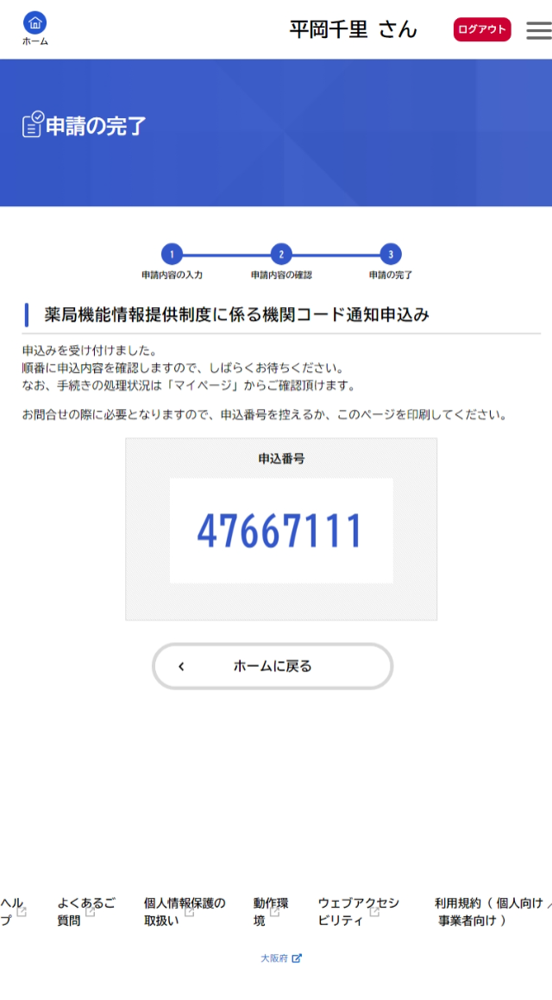 平岡千里 さん
ログアウト
ホーム
申請の完了
1
2
3
申請内容の入力
申請内容の確認
申請の完了
薬局機能情報提供制度に係る機関コード通知申込み
申込みを受け付けました。
順番に申込内容を確認しますので、しばらくお待ちください。
なお、手続きの処理状況は「マイページ」からご確認頂けます。
お問合せの際に必要となりますので、申込番号を控えるか、このページを印刷してください。
申込番号
47667111
ホームに戻る
ヘル
プ
よくあるご
質問
個人情報保護の
取扱い
動作環
境
ウェブアクセシ
ビリティ
利用規約（ 個人向け ／
事業者向け ）
大阪府